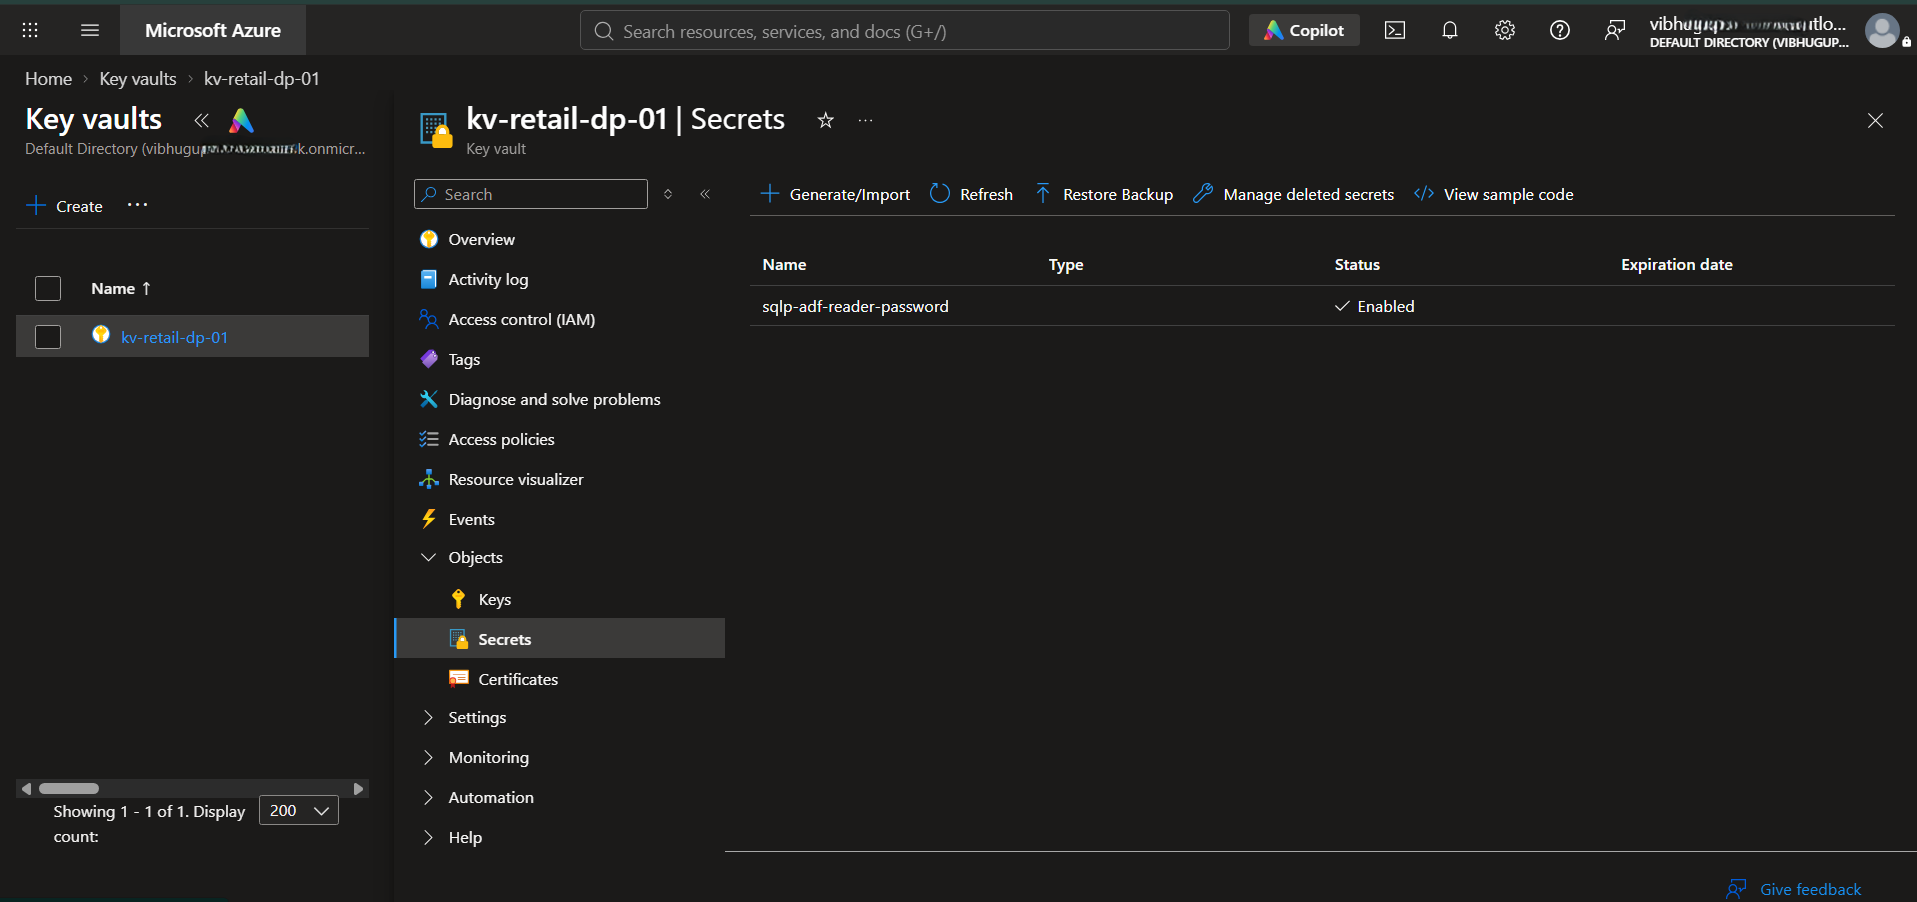 Microsoft Azure
Search resources, services, and docs (G+/)
Copilot
DEFAULT DIRECTORY (VIBHUGUP...
Home > Key vaults > kv-retail-dp-01
Key vaults
Default Directory
Create
Name ↑
kv-retail-dp-01
Showing 1 - 1 of 1. Display count: 200
kv-retail-dp-01 | Secrets
Key vault
Search
Overview
Activity log
Access control (IAM)
Tags
Diagnose and solve problems
Access policies
Resource visualizer
Events
Objects
Keys
Secrets
Certificates
Settings
Monitoring
Automation
Help
Generate/Import Refresh Restore Backup Manage deleted secrets View sample code
Name Type Status Expiration date
sqlp-adf-reader-password Enabled
Give feedback